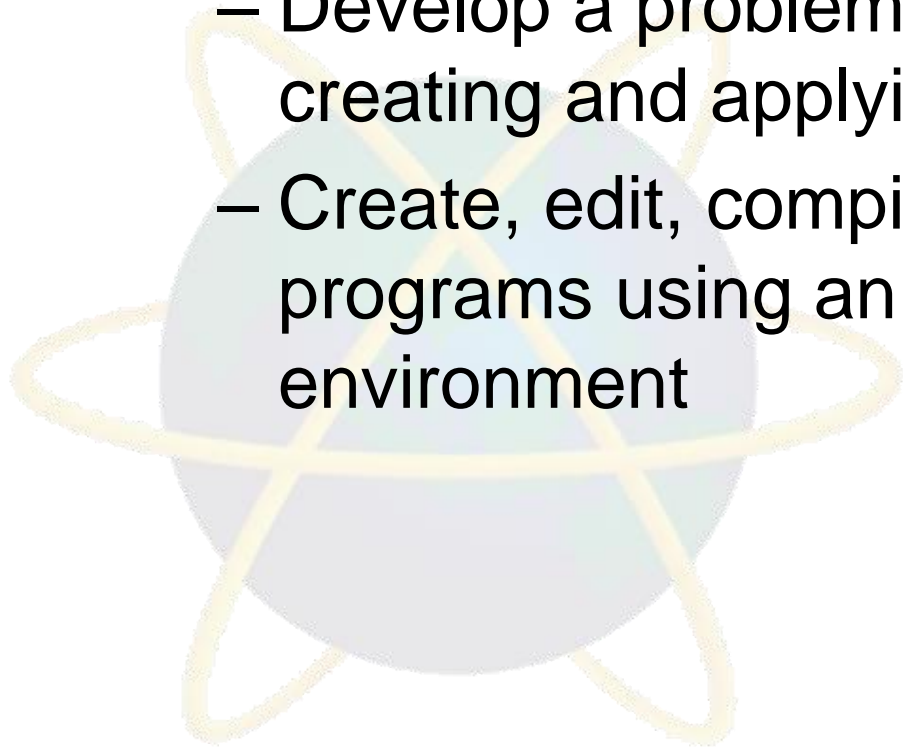 – Develop a problem
creating and applyi
– Create, edit, compi
programs using an
environment